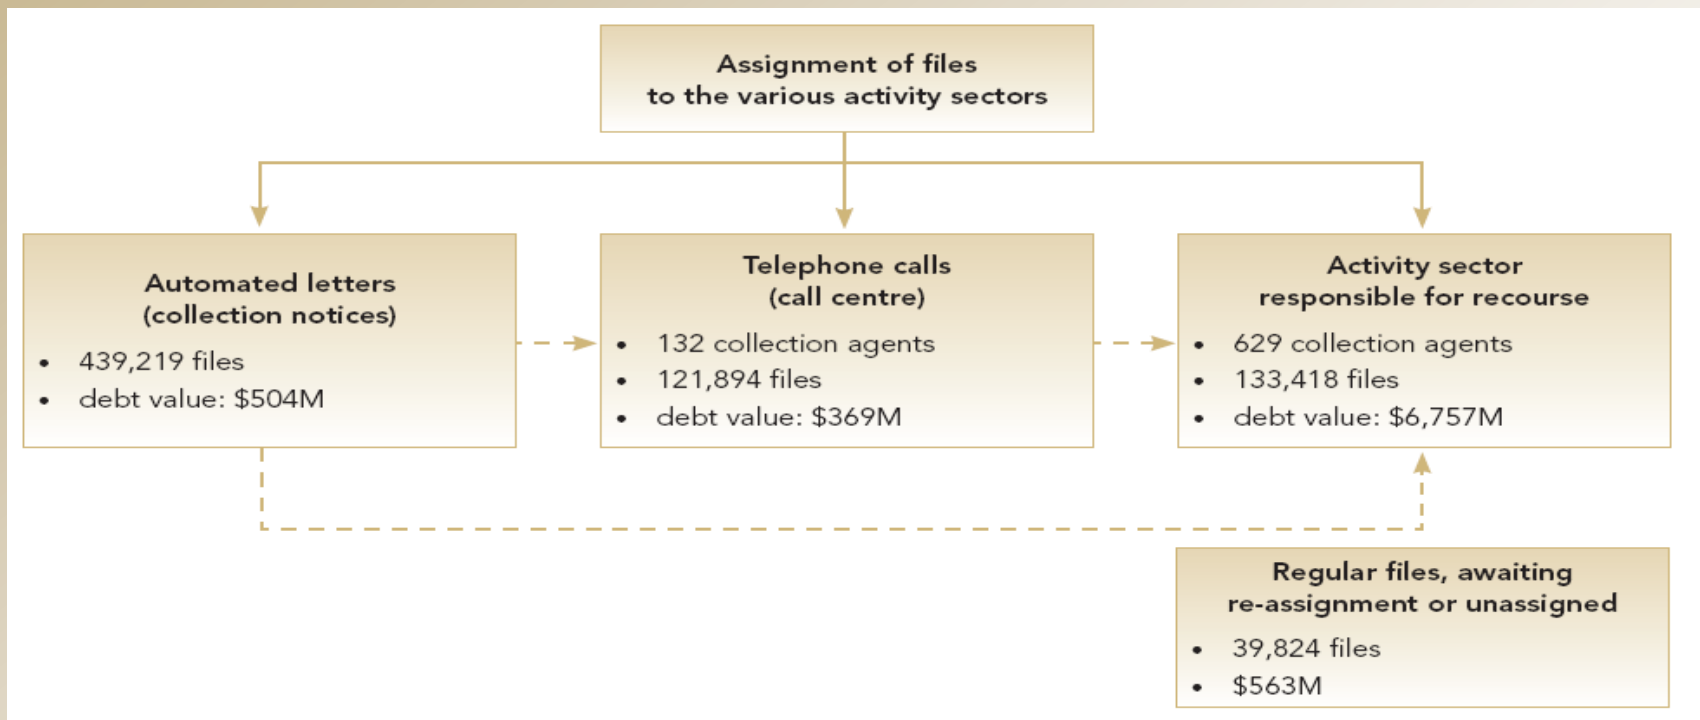 Assignment of files
to the various activity sectors
Automated letters
(collection notices)
• 439,219 files
• debt value: $504M
Telephone calls
(call centre)
• 132 collection agents
• 121,894 files
• debt value: $369M
Activity sector
responsible for recourse
• 629 collection agents
• 133,418 files
• debt value: $6,757M
Regular files, awaiting
re-assignment or unassigned
• 39,824 files
• $563M